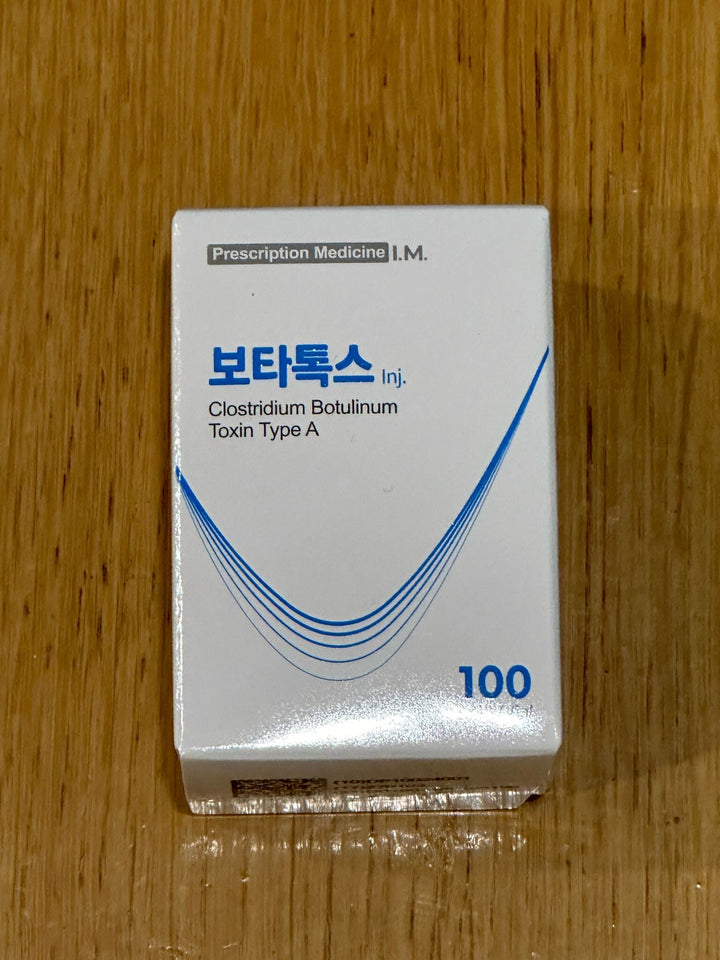 Prescription Medicine I.M.
보타톡스 Inj.
Clostridium Botulinum
Toxin Type A
100